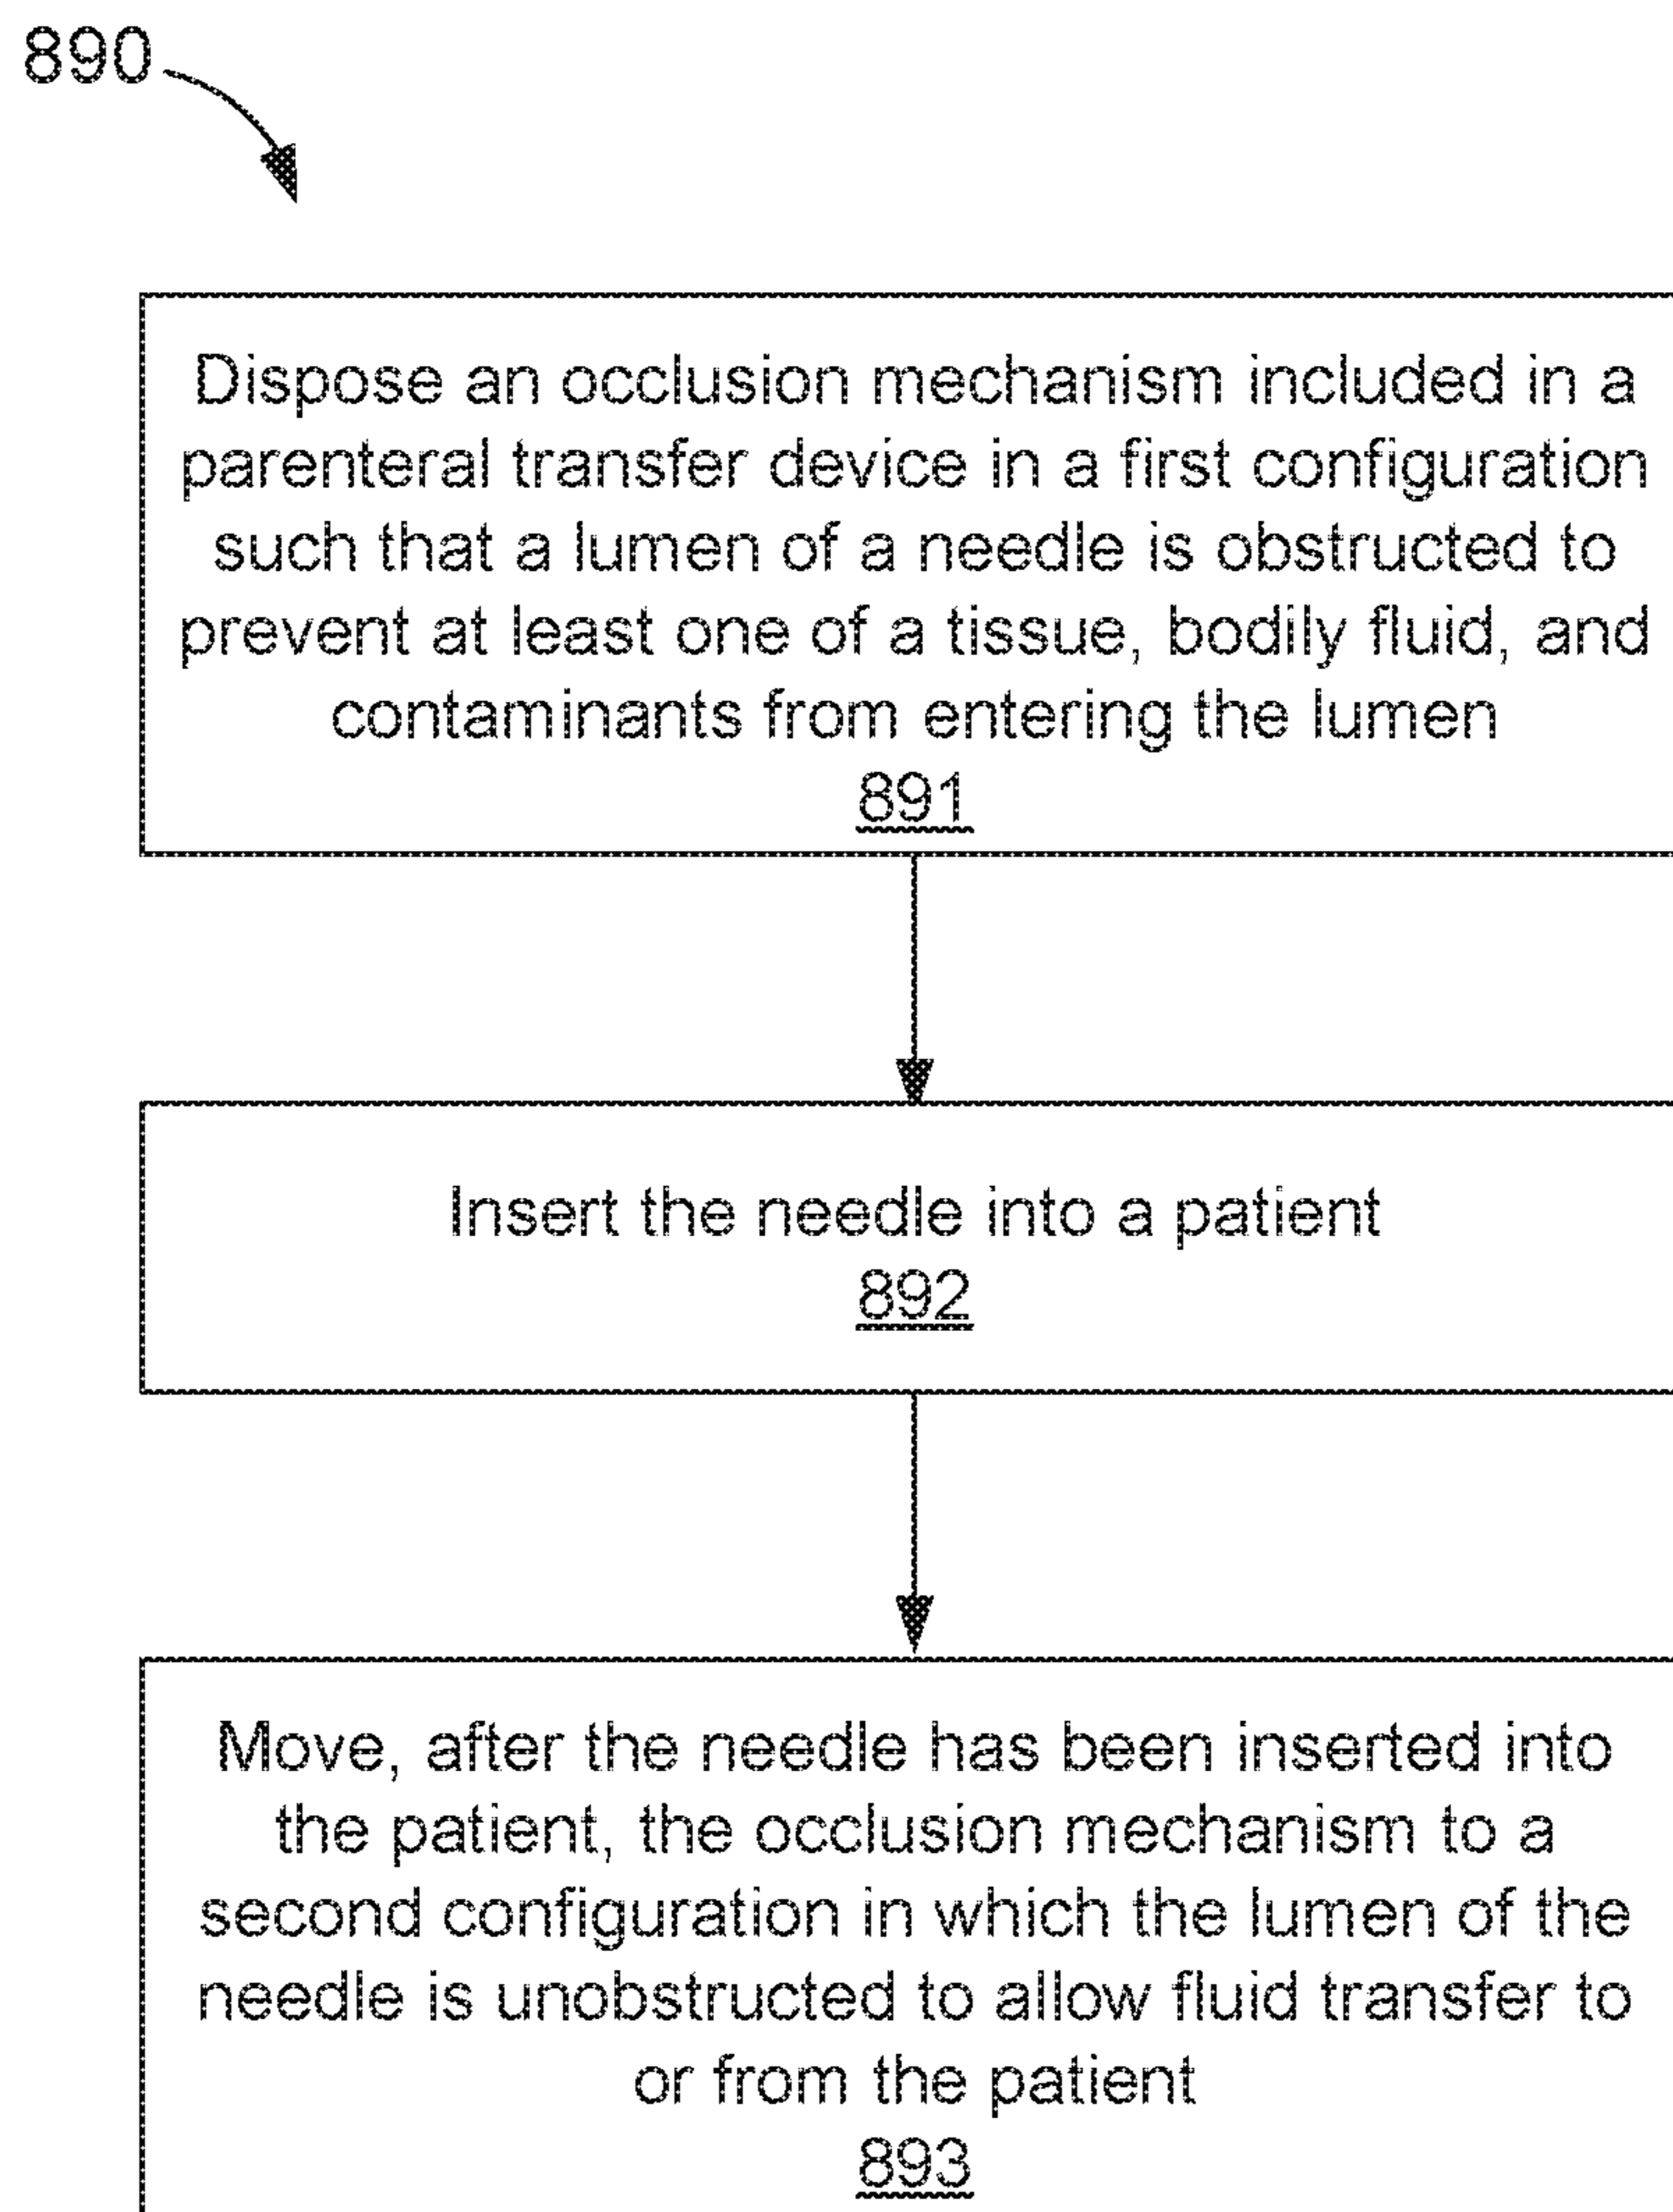 890
Dispose an occlusion mechanism included in a
parenteral transfer device in a first configuration
such that a lumen of a needle is obstructed to
prevent at least one of a tissue, bodily fluid, and
contaminants from entering the lumen
891
Insert the needle into a patient
892
Move, after the needle has been inserted into
the patient, the occlusion mechanism to a
second configuration in which the lumen of the
needle is unobstructed to allow fluid transfer to
or from the patient
893